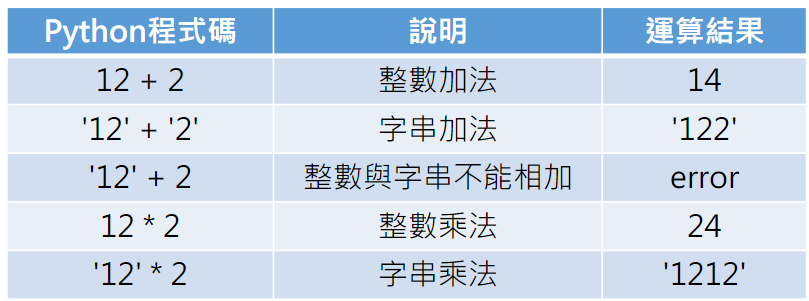 Python程式碼 說明 運算結果
12 + 2 整數加法 14
'12' + '2' 字串加法 '122'
'12' + 2 整數與字串不能相加 error
12 * 2 整數乘法 24
'12' * 2 字串乘法 '1212'